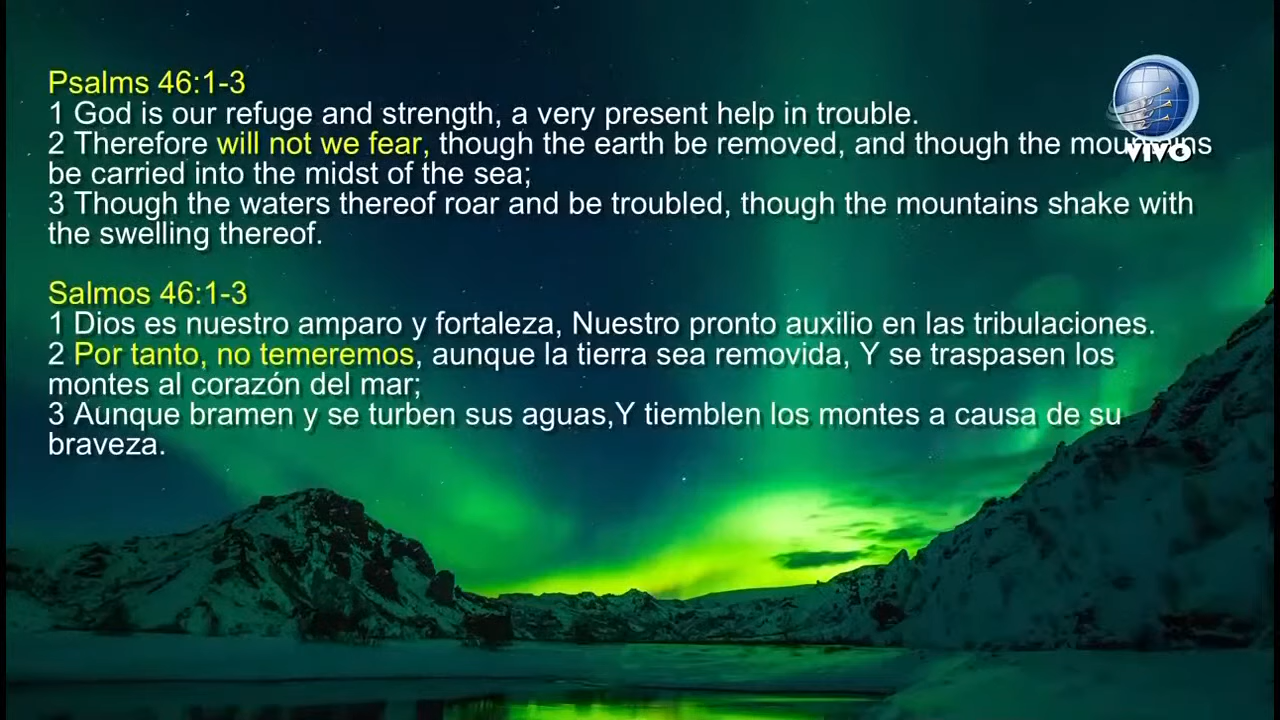 Psalms 46:1-3
1 God is our refuge and strength, a very present help in trouble.
2 Therefore will not we fear, though the earth be removed, and though the mountains
be carried into the midst of the sea;
3 Though the waters thereof roar and be troubled, though the mountains shake with
the swelling thereof.
Salmos 46:1-3
1 Dios es nuestro amparo y fortaleza, Nuestro pronto auxilio en las tribulaciones.
2 Por tanto, no temeremos, aunque la tierra sea removida, Y se traspasen los
montes al corazón del mar;
3 Aunque bramen y se turben sus aguas,Y tiemblen los montes a causa de su
braveza.
VIVO